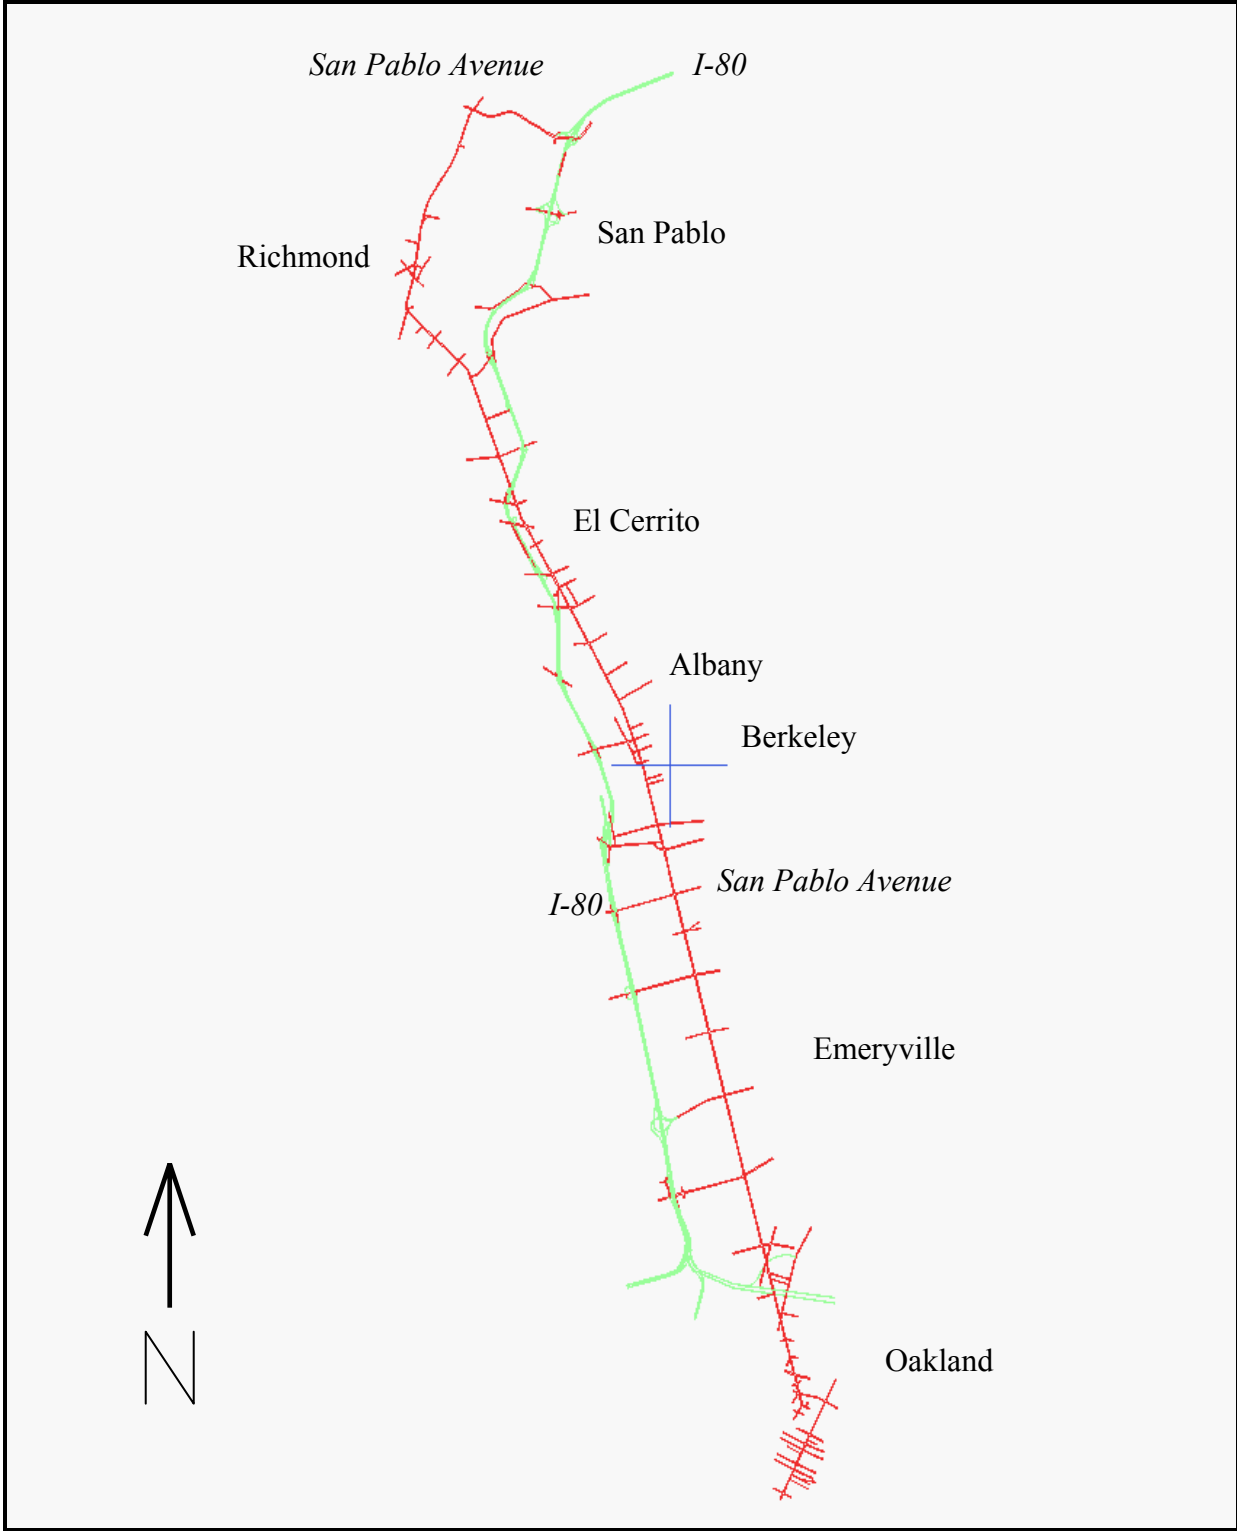 San Pablo Avenue
I-80
San Pablo
Richmond
El Cerrito
Albany
Berkeley
San Pablo Avenue
I-80
Emeryville
N
Oakland